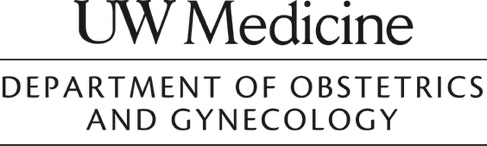 UW Medicine
DEPARTMENT OF OBSTETRICS
AND GYNECOLOGY